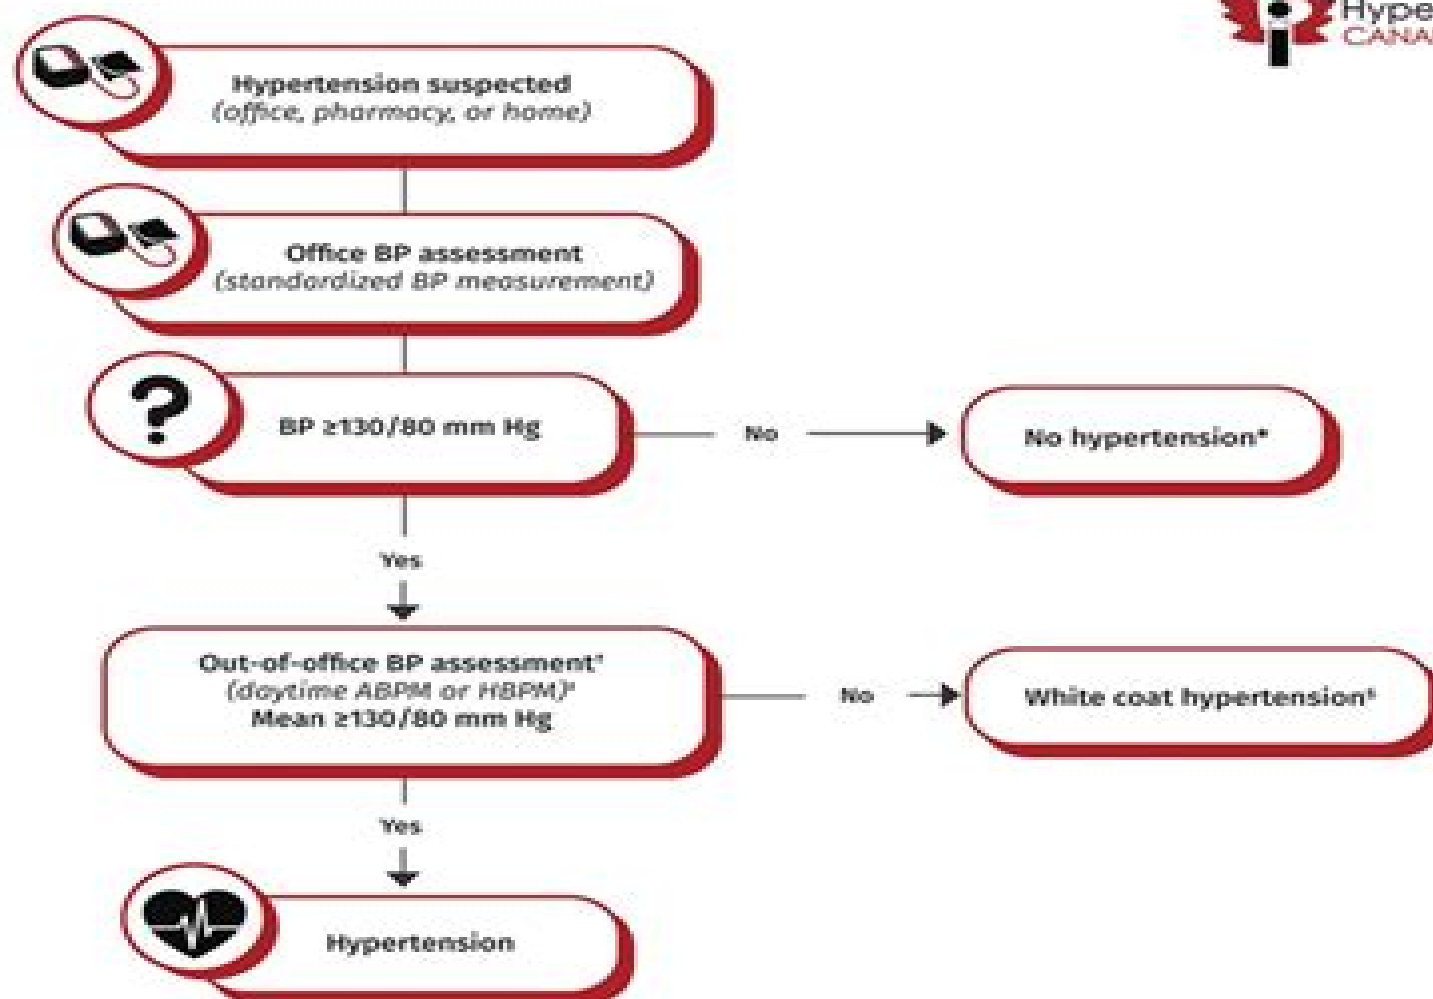 Hype
CANA
Hypertension suspected
(office, pharmacy, or home)
Office BP assessment
(standardized BP measurement)
?
BP ≥130/80 mm Hg
No
No hypertension*
Yes
Out-of-office BP assessment†
(daytime ABPM or HBPM)‡
Mean ≥130/80 mm Hg
No
White coat hypertension§
Yes
Hypertension